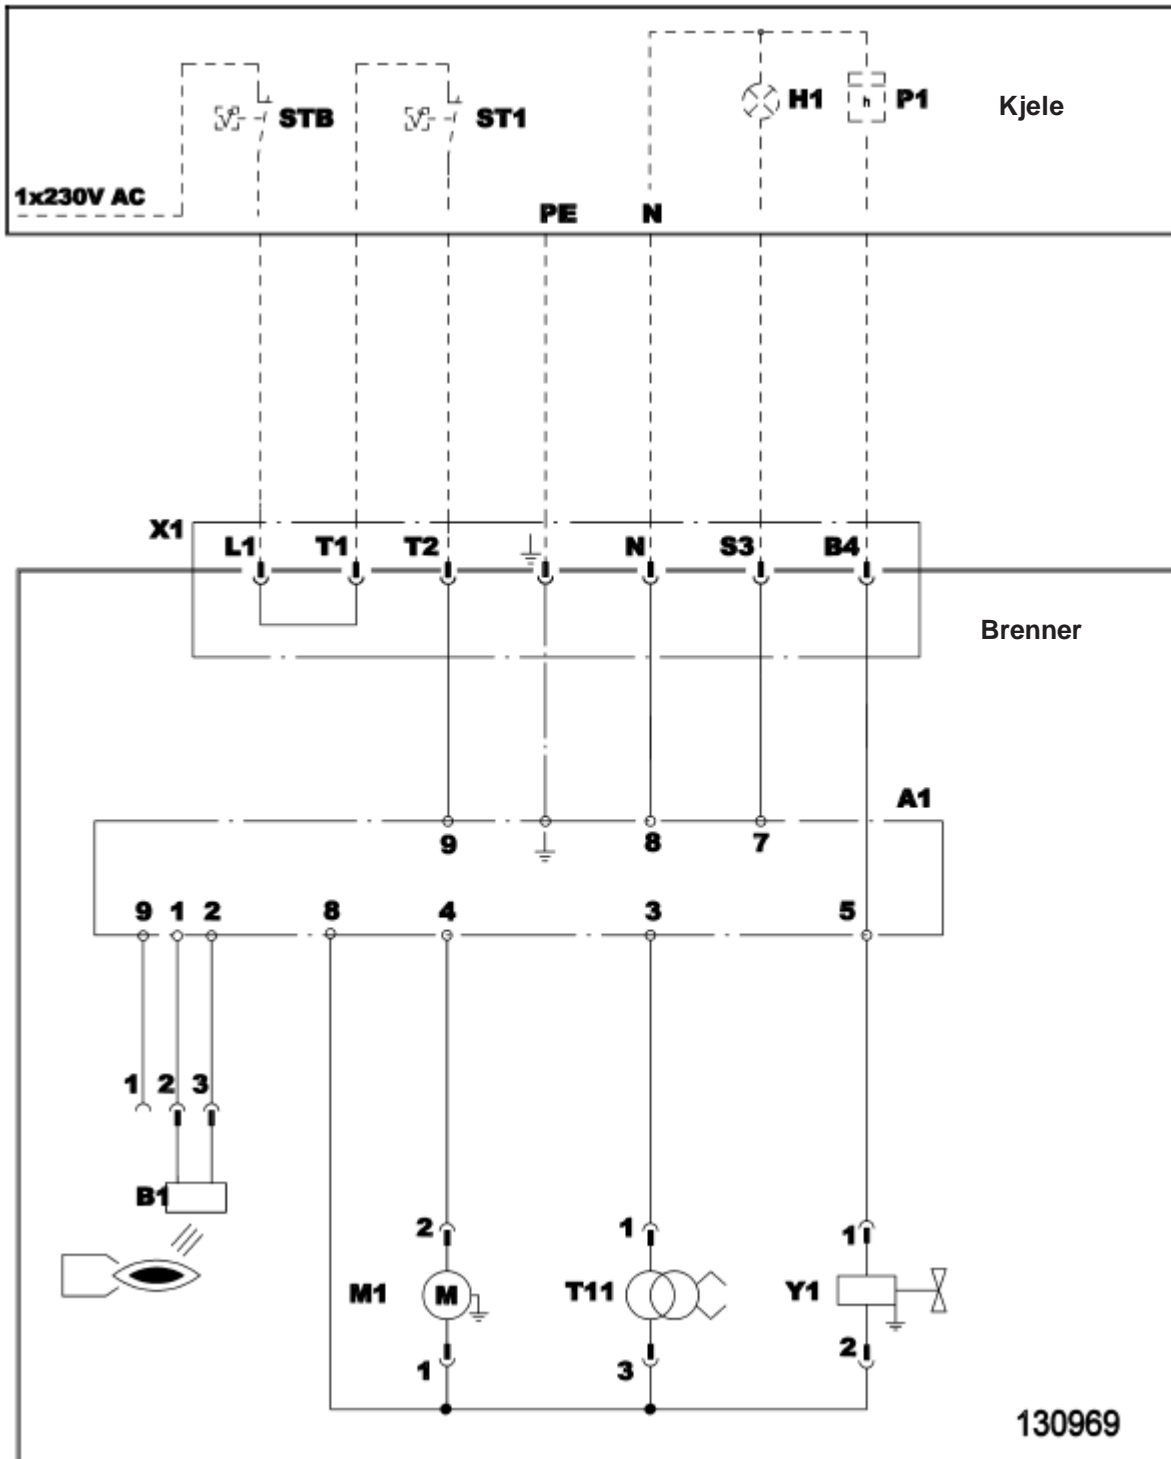 STB ST1 H1 h P1 Kjele
1x230V AC
PE N
X1 L1 T1 T2 N S3 B4
Brenner
A1
9 8 7
9 1 2 8 4 3 5
1 2 3
B1
2 1 1
M1 M T11 Y1
1 3 2
130969